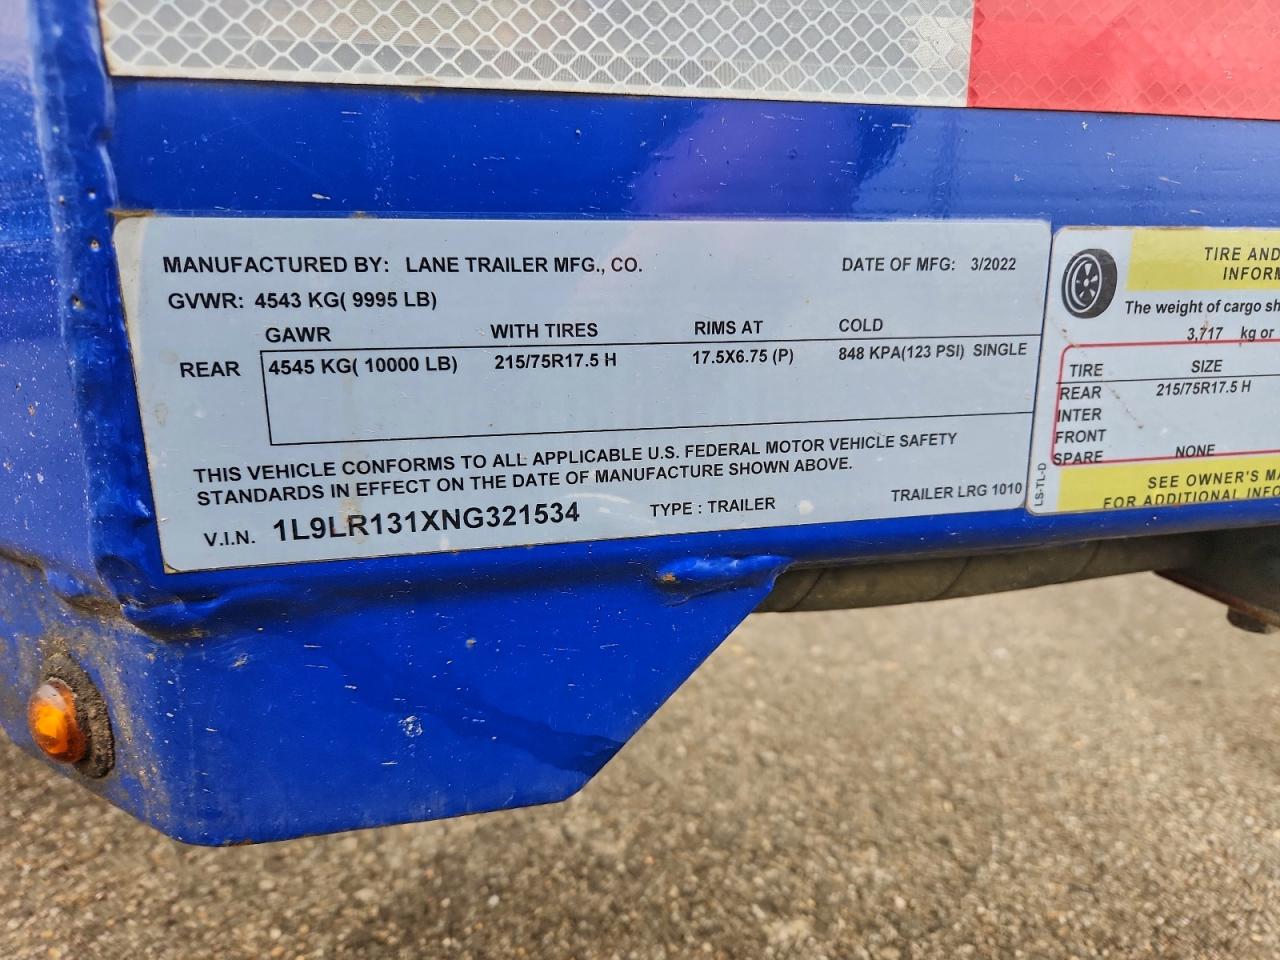 MANUFACTURED BY: LANE TRAILER MFG., CO. DATE OF MFG: 3/2022
GVWR: 4543 KG( 9995 LB)
GAWR WITH TIRES RIMS AT COLD
REAR 4545 KG( 10000 LB) 215/75R17.5 H 17.5X6.75 (P) 848 KPA(123 PSI) SINGLE
THIS VEHICLE CONFORMS TO ALL APPLICABLE U.S. FEDERAL MOTOR VEHICLE SAFETY
STANDARDS IN EFFECT ON THE DATE OF MANUFACTURE SHOWN ABOVE.
V.I.N. 1L9LR131XNG321534 TYPE : TRAILER TRAILER LRG 1010
LS-TL-D
TIRE AND
INFORM
The weight of cargo sh
3,717 kg or
TIRE SIZE
REAR 215/75R17.5 H
INTER
FRONT
SPARE NONE
SEE OWNER'S MA
FOR ADDITIONAL INFO